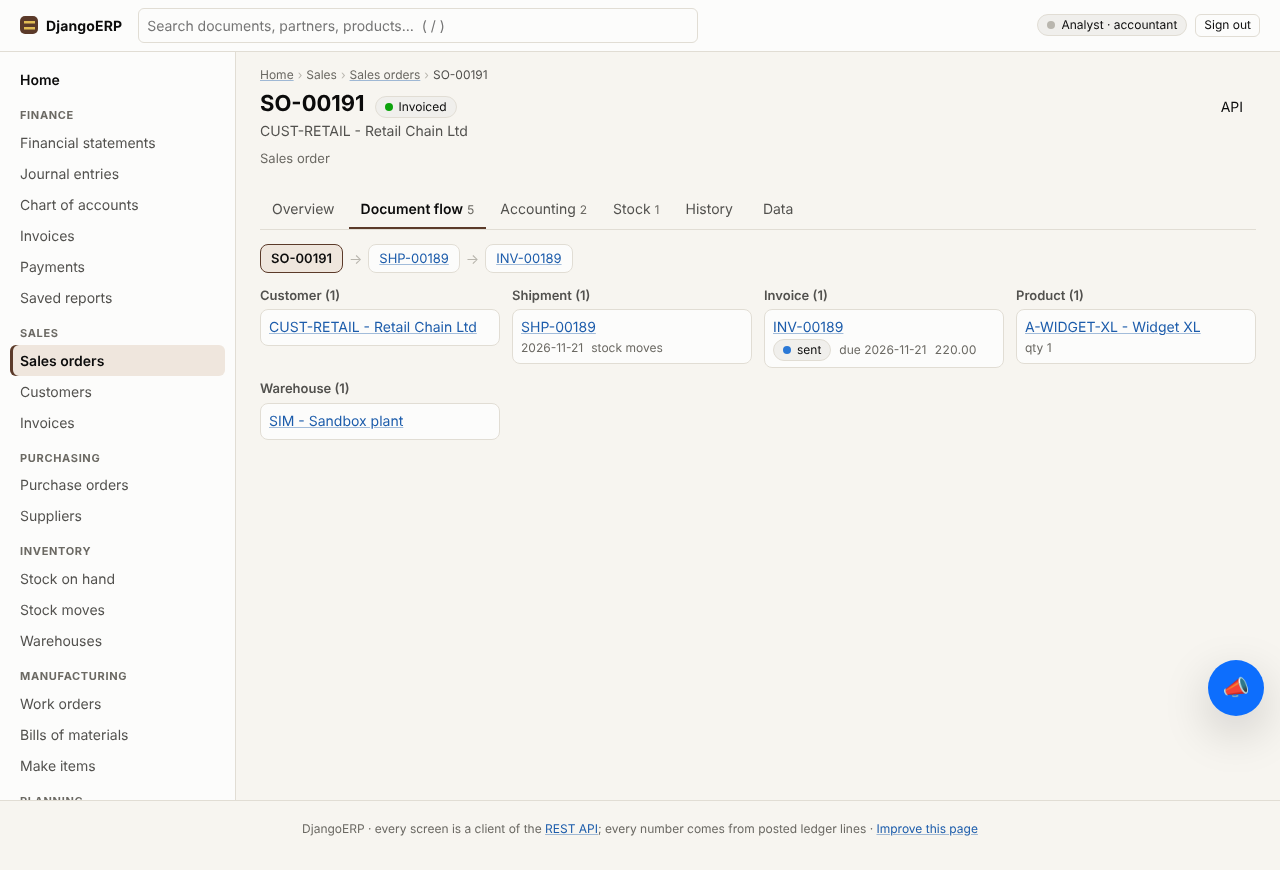 DjangoERP
Search documents, partners, products... ( / )
Analyst · accountant
Sign out
Home
FINANCE
Financial statements
Journal entries
Chart of accounts
Invoices
Payments
Saved reports
SALES
Sales orders
Customers
Invoices
PURCHASING
Purchase orders
Suppliers
INVENTORY
Stock on hand
Stock moves
Warehouses
MANUFACTURING
Work orders
Bills of materials
Make items
PLANNING
Home › Sales › Sales orders › SO-00191
SO-00191 Invoiced
API
CUST-RETAIL - Retail Chain Ltd
Sales order
Overview Document flow 5 Accounting 2 Stock 1 History Data
SO-00191 → SHP-00189 → INV-00189
Customer (1)
CUST-RETAIL - Retail Chain Ltd
Shipment (1)
SHP-00189
2026-11-21 stock moves
Invoice (1)
INV-00189
sent due 2026-11-21 220.00
Product (1)
A-WIDGET-XL - Widget XL
qty 1
Warehouse (1)
SIM - Sandbox plant
DjangoERP · every screen is a client of the REST API; every number comes from posted ledger lines · Improve this page